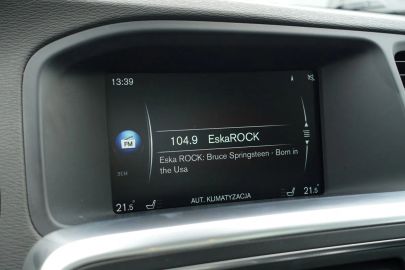 13:39
104.9 EskaROCK
FM
Eska ROCK: Bruce Springsteen - Born in
the Usa
AUT. KLIMATYZACJA
21.5° 21.5°